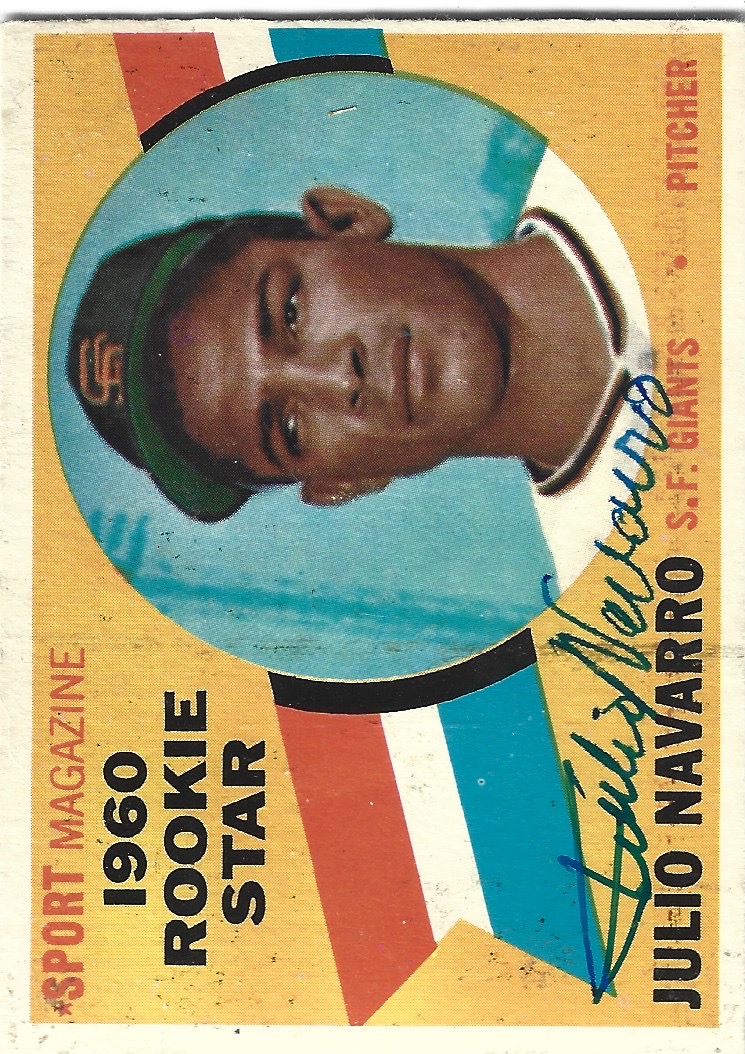 *SPORT MAGAZINE
1960
ROOKIE
STAR
SF
Julio Navarro
JULIO NAVARRO
S.F. GIANTS • PITCHER